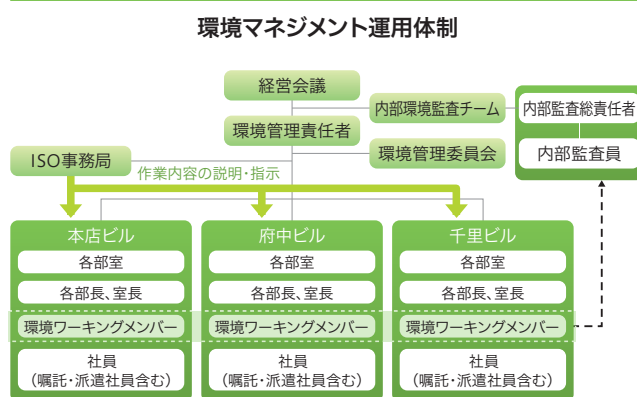 環境マネジメント運用体制
経営会議
内部環境監査チーム
内部監査総責任者
環境管理責任者
内部監査員
環境管理委員会
ISO事務局
作業内容の説明・指示
本店ビル
各部室
各部長、室長
環境ワーキングメンバー
社員
(嘱託・派遣社員含む)
府中ビル
各部室
各部長、室長
環境ワーキングメンバー
社員
(嘱託・派遣社員含む)
千里ビル
各部室
各部長、室長
環境ワーキングメンバー
社員
(嘱託・派遣社員含む)